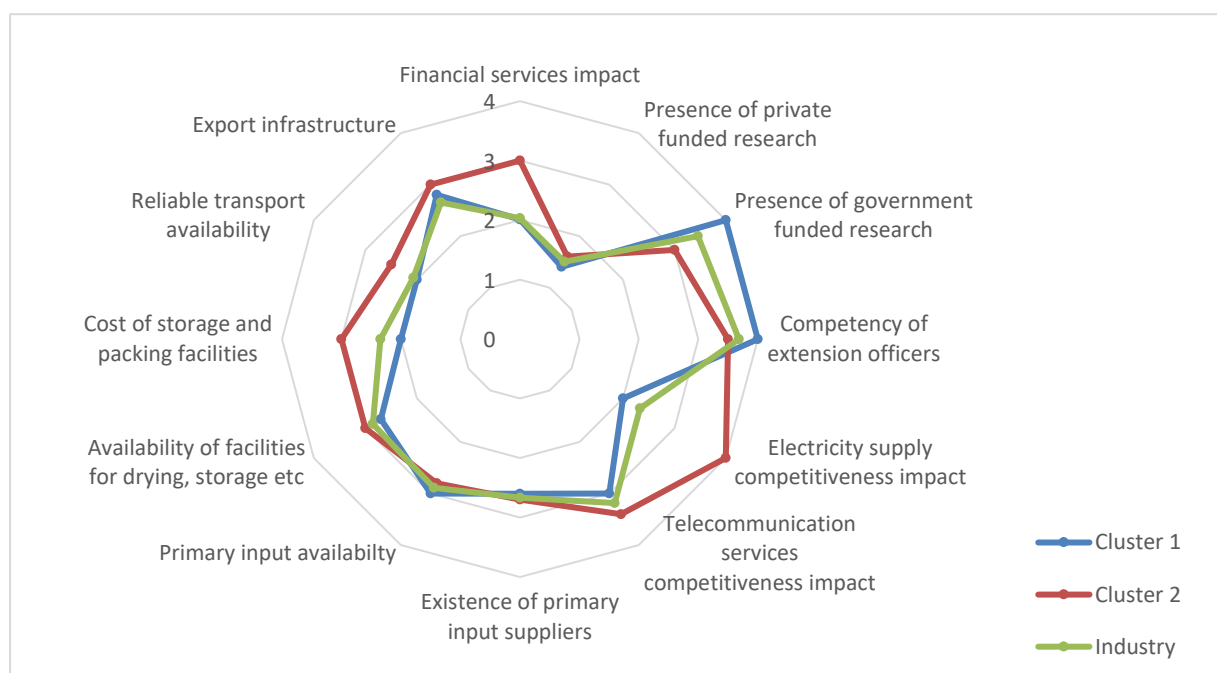 Financial services impact
4
Presence of private
funded research
Export infrastructure
3
Reliable transport
availability
Presence of government
funded research
2
1
Cost of storage and
packing facilities
0
Competency of
extension officers
Availability of facilities
for drying, storage etc
Electricity supply
competitiveness impact
Primary input availabilty
Telecommunication
services
competitiveness impact
Existence of primary
input suppliers
Cluster 1
Cluster 2
Industry